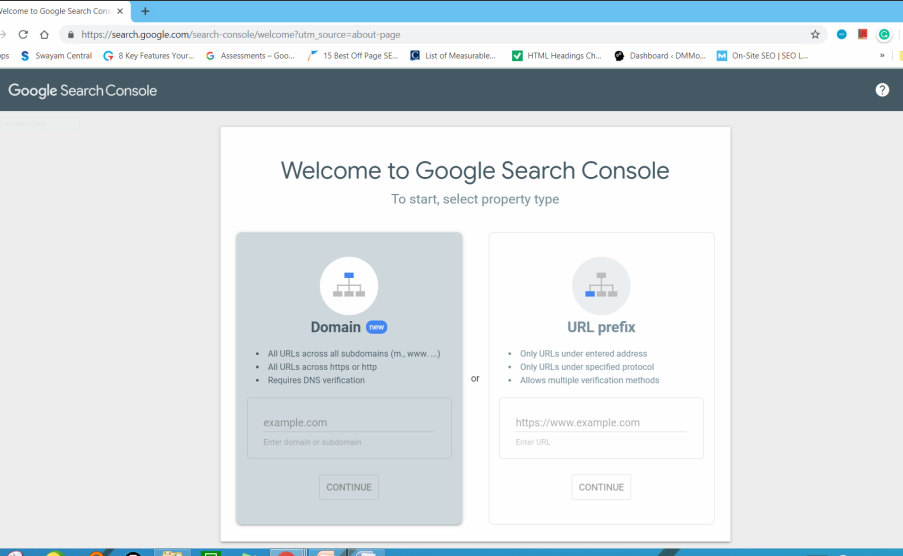 Welcome to Google Search Cons
https://search.google.com/search-console/welcome?utm_source=about-page
Swayam Central
8 Key Features Your...
Assessments – Goo...
15 Best Off Page SE...
List of Measurable...
HTML Headings Ch...
Dashboard ‹ DMMo...
On-Site SEO | SEO L...
»
Google Search Console
Welcome to Google Search Console
To start, select property type
Domain new
• All URLs across all subdomains (m., www. ...)
• All URLs across https or http
• Requires DNS verification
example.com
Enter domain or subdomain
CONTINUE
or
URL prefix
• Only URLs under entered address
• Only URLs under specified protocol
• Allows multiple verification methods
https://www.example.com
Enter URL
CONTINUE